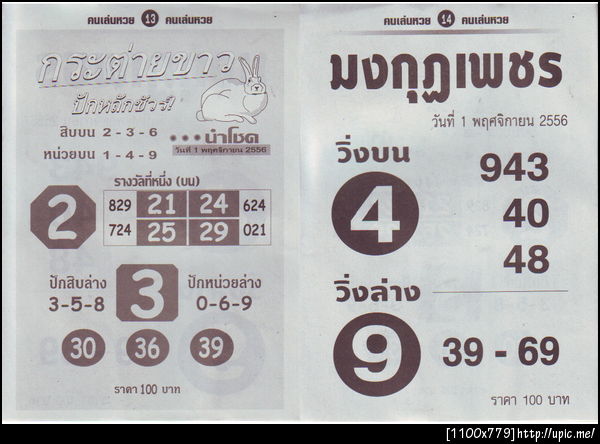 คนเล่นหวย 13 คนเล่นหวย
กระต่ายขาว
ปักหลักชัวร์!
สิบบน 2 - 3 - 6
หน่วยบน 1 - 4 - 9
นำโชค
วันที่ 1 พฤศจิกายน 2556
รางวัลที่หนึ่ง (บน)
2
829 21 24 624
724 25 29 021
ปักสิบล่าง
3-5-8
3
ปักหน่วยล่าง
0-6-9
30 36 39
ราคา 100 บาท
คนเล่นหวย 14 คนเล่นหวย
มงกุฎเพชร
วันที่ 1 พฤศจิกายน 2556
วิ่งบน
4
943
40
48
วิ่งล่าง
9
39 - 69
ราคา 100 บาท
[1100x779]http://upic.me/